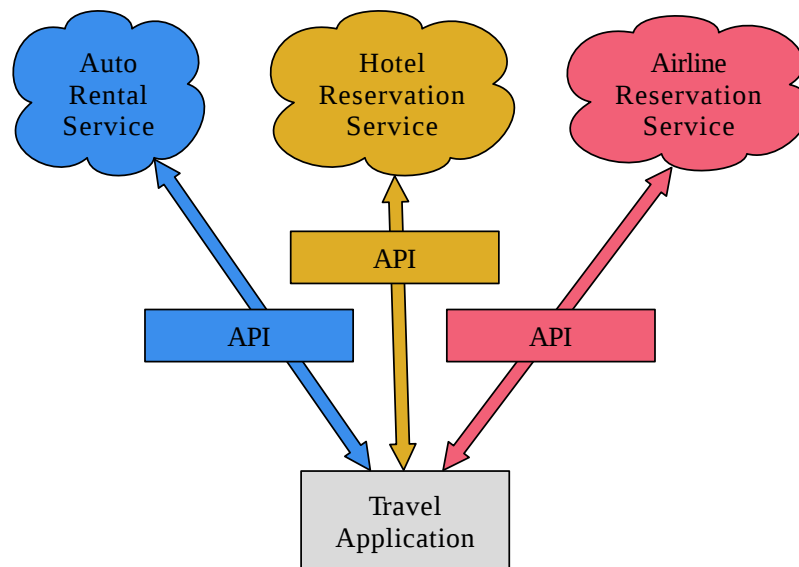 Auto
Rental
Service
Hotel
Reservation
Service
Airline
Reservation
Service
API
API
API
Travel
Application